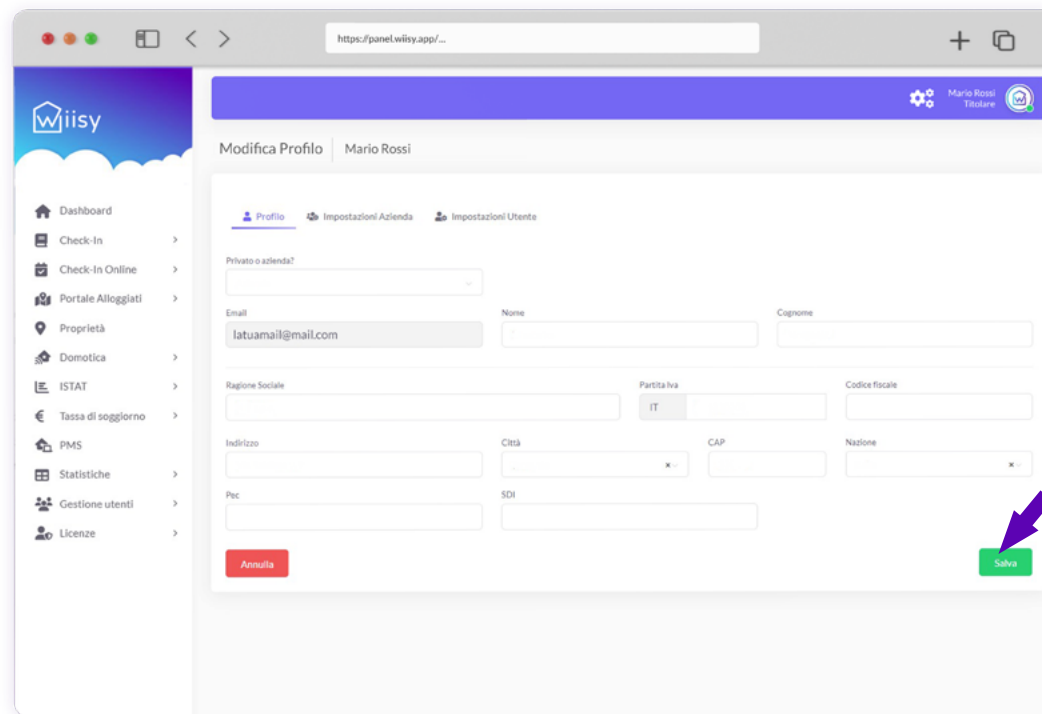 https://panel.wiisy.app/...
Wiisy
Mario Rossi
Titolare
Modifica Profilo
Mario Rossi
Dashboard
Check-In
Check-In Online
Portale Alloggiati
Proprietà
Domotica
ISTAT
Tassa di soggiorno
PMS
Statistiche
Gestione utenti
Licenze
Profilo
Impostazioni Azienda
Impostazioni Utente
Privato o azienda?
Email
Nome
Cognome
latuamail@mail.com
Ragione Sociale
Partita Iva
Codice fiscale
IT
Indirizzo
Città
CAP
Nazione
Pec
SDI
Annulla
Salva